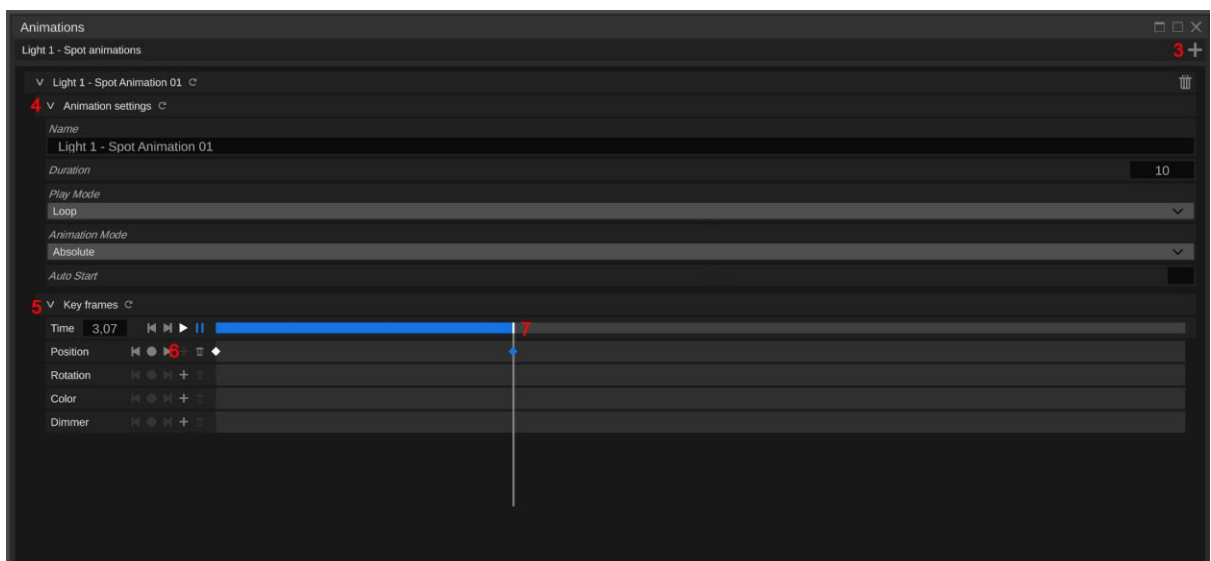 Animations
Light 1 - Spot animations
3
Light 1 - Spot Animation 01
4 Animation settings
Name
Light 1 - Spot Animation 01
Duration 10
Play Mode
Loop
Animation Mode
Absolute
Auto Start
5 Key frames
Time 3,07 7
Position 6
Rotation
Color
Dimmer